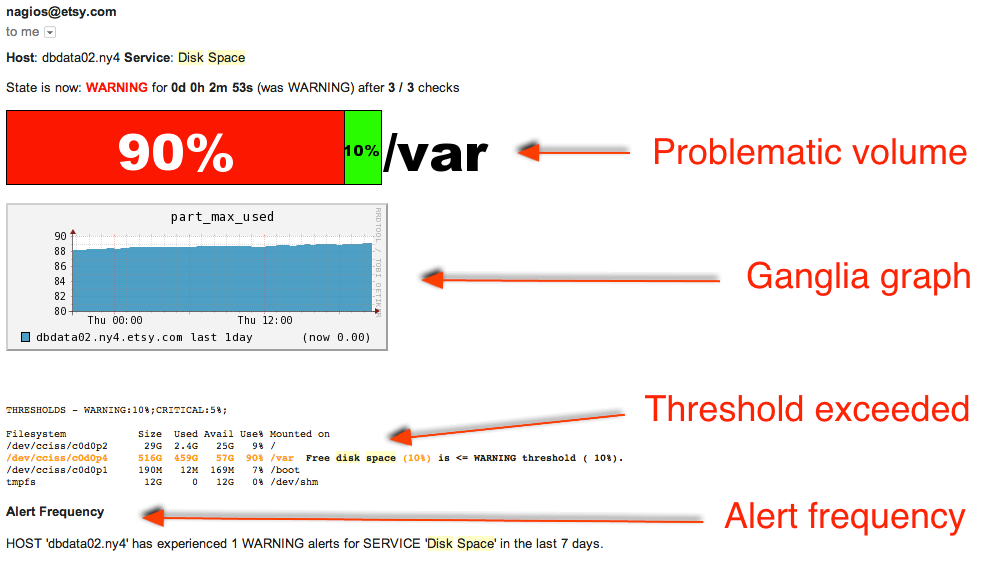 nagios@etsy.com
to me
Host: dbdata02.ny4 Service: Disk Space
State is now: WARNING for 0d 0h 2m 53s (was WARNING) after 3 / 3 checks
90% 10% /var
Problematic volume
part_max_used
90
88
86
84
82
80
Thu 00:00 Thu 12:00
dbdata02.ny4.etsy.com last 1day (now 0.00)
RRDTOOL / TOBI OETIKER
Ganglia graph
THRESHOLDS - WARNING:10%;CRITICAL:5%;
Threshold exceeded
Filesystem Size Used Avail Use% Mounted on
/dev/cciss/c0d0p2 29G 2.4G 25G 9% /
/dev/cciss/c0d0p4 516G 459G 57G 90% /var Free disk space (10%) is <= WARNING threshold ( 10%).
/dev/cciss/c0d0p1 190M 12M 169M 7% /boot
tmpfs 12G 0 12G 0% /dev/shm
Alert Frequency
Alert frequency
HOST 'dbdata02.ny4' has experienced 1 WARNING alerts for SERVICE 'Disk Space' in the last 7 days.